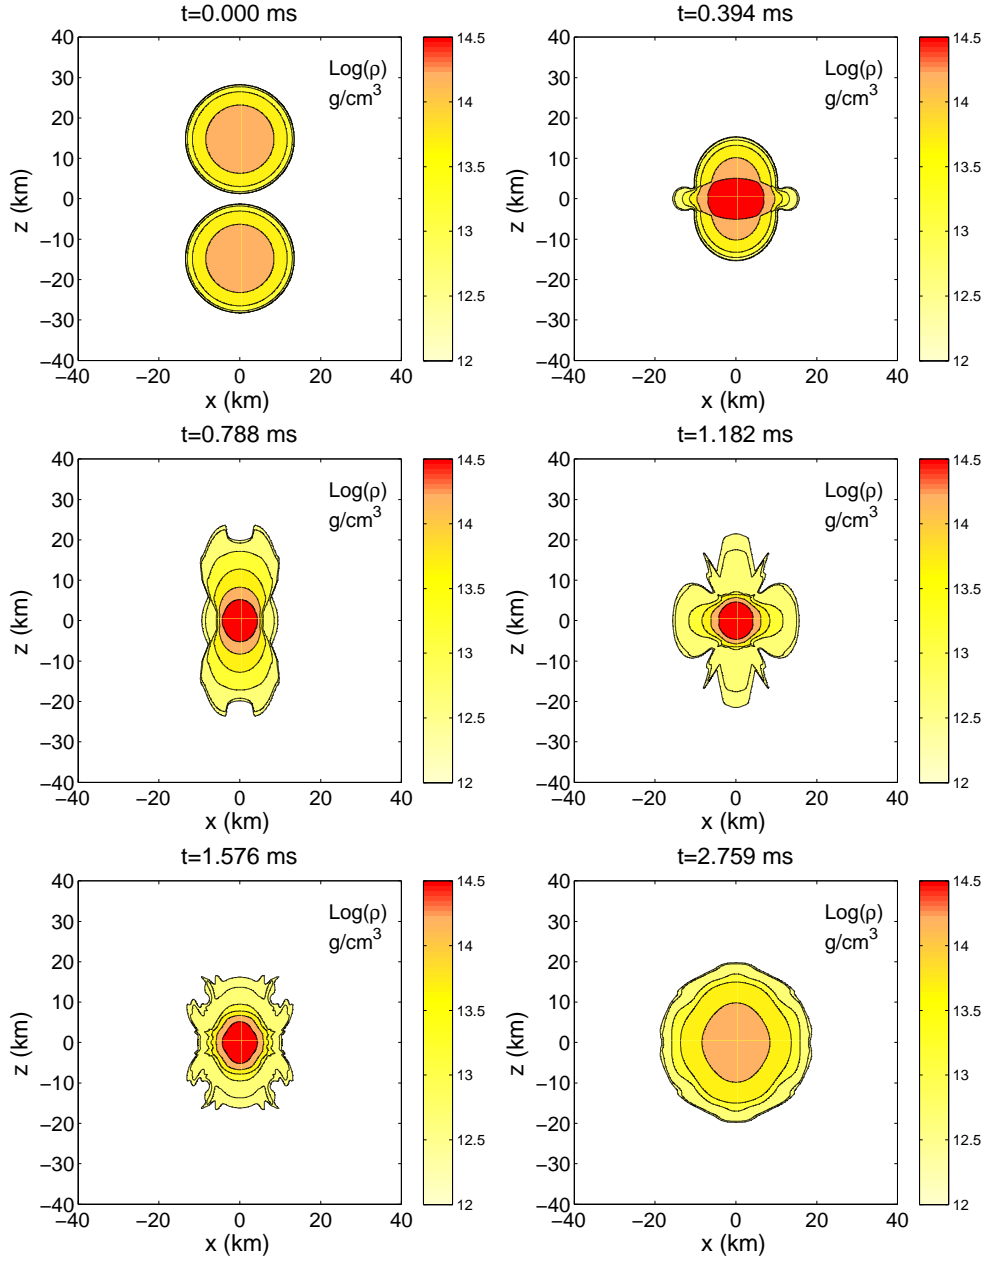 t=0.000 ms
40
30
20
10
0
−10
−20
−30
−40
z (km)
−40 −20 0 20 40
x (km)
Log(ρ)
g/cm3
14.5
14
13.5
13
12.5
12
t=0.394 ms
40
30
20
10
0
−10
−20
−30
−40
z (km)
−40 −20 0 20 40
x (km)
Log(ρ)
g/cm3
14.5
14
13.5
13
12.5
12
t=0.788 ms
40
30
20
10
0
−10
−20
−30
−40
z (km)
−40 −20 0 20 40
x (km)
Log(ρ)
g/cm3
14.5
14
13.5
13
12.5
12
t=1.182 ms
40
30
20
10
0
−10
−20
−30
−40
z (km)
−40 −20 0 20 40
x (km)
Log(ρ)
g/cm3
14.5
14
13.5
13
12.5
12
t=1.576 ms
40
30
20
10
0
−10
−20
−30
−40
z (km)
−40 −20 0 20 40
x (km)
Log(ρ)
g/cm3
14.5
14
13.5
13
12.5
12
t=2.759 ms
40
30
20
10
0
−10
−20
−30
−40
z (km)
−40 −20 0 20 40
x (km)
Log(ρ)
g/cm3
14.5
14
13.5
13
12.5
12